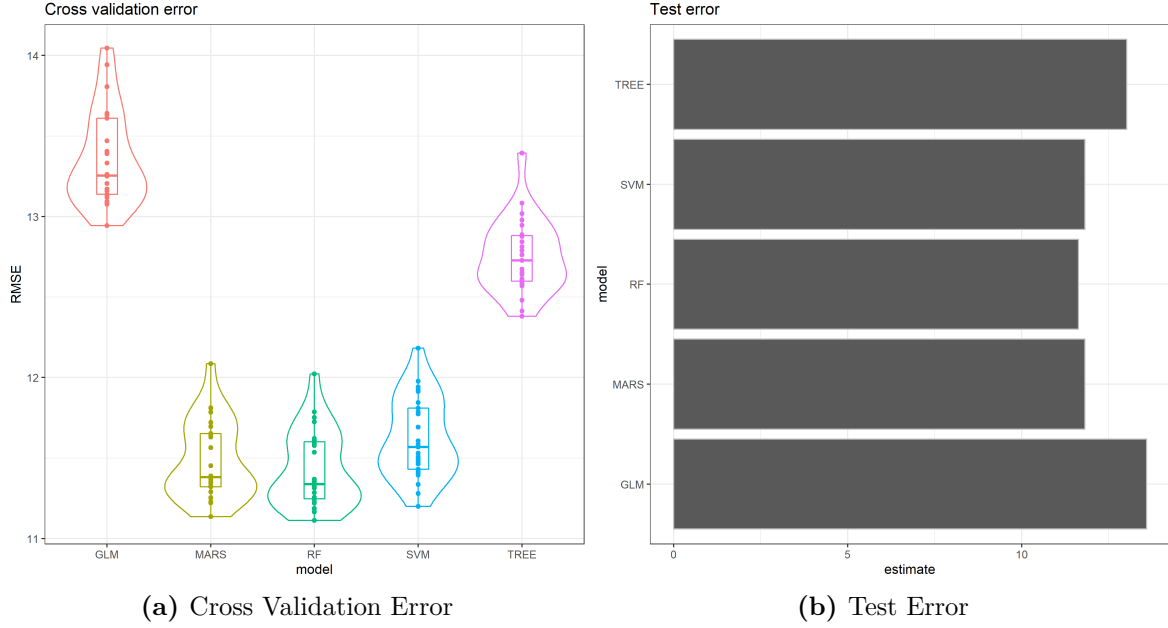 Cross validation error
14
13
12
11
RMSE
GLM MARS RF SVM TREE
model
(a) Cross Validation Error
Test error
TREE
SVM
RF
MARS
GLM
model
0 5 10
estimate
(b) Test Error